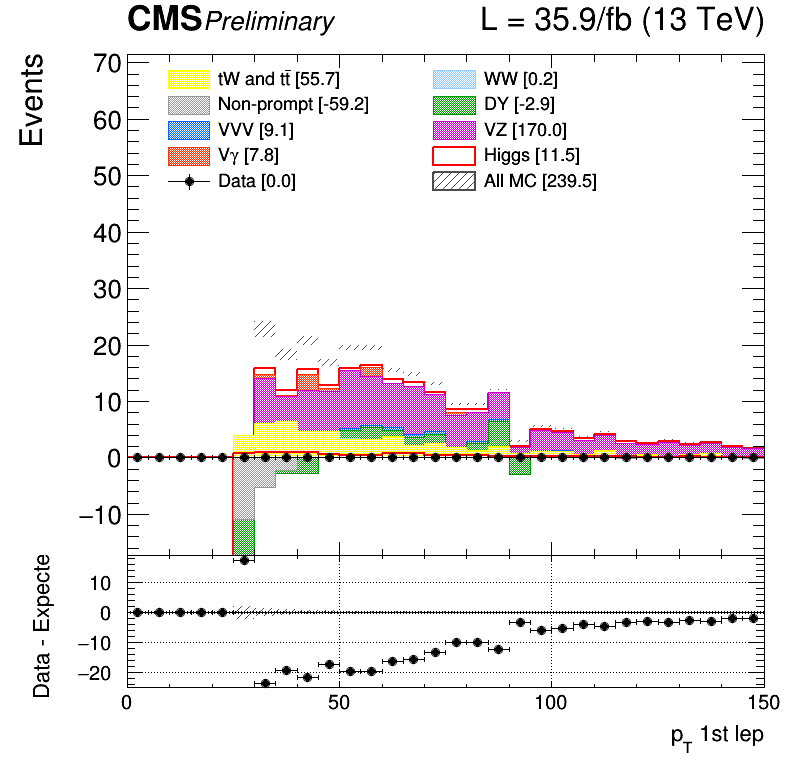 CMS Preliminary L = 35.9/fb (13 TeV)
Events
70
60
50
40
30
20
10
0
−10
tW and tt̄ [55.7]
Non-prompt [-59.2]
VVV [9.1]
Vγ [7.8]
Data [0.0]
WW [0.2]
DY [-2.9]
VZ [170.0]
Higgs [11.5]
All MC [239.5]
Data - Expecte
10
0
−10
−20
0 50 100 150
p_T 1st lep